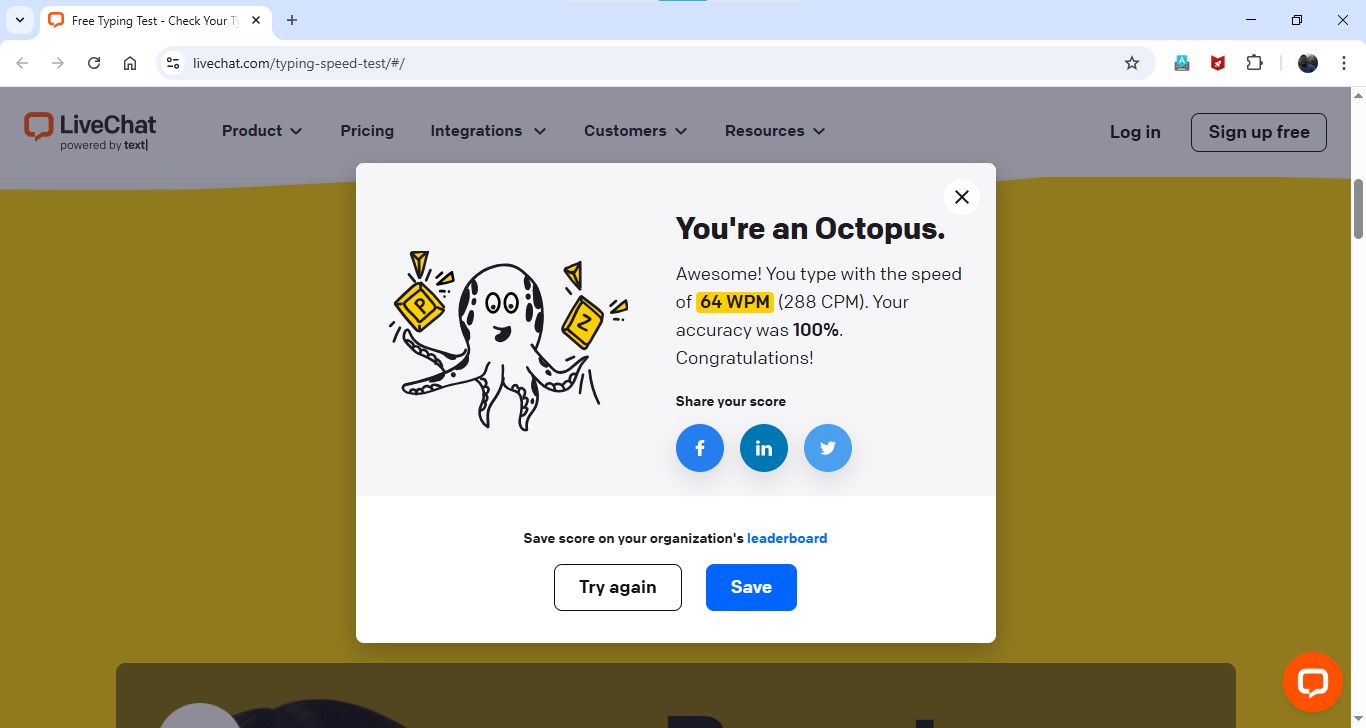 Free Typing Test - Check Your Ty
livechat.com/typing-speed-test/#/
LiveChat
powered by text|
Product
Pricing
Integrations
Customers
Resources
Log in
Sign up free
P
Z
You're an Octopus.
Awesome! You type with the speed
of 64 WPM (288 CPM). Your
accuracy was 100%.
Congratulations!
Share your score
f
in
Save score on your organization's leaderboard
Try again
Save